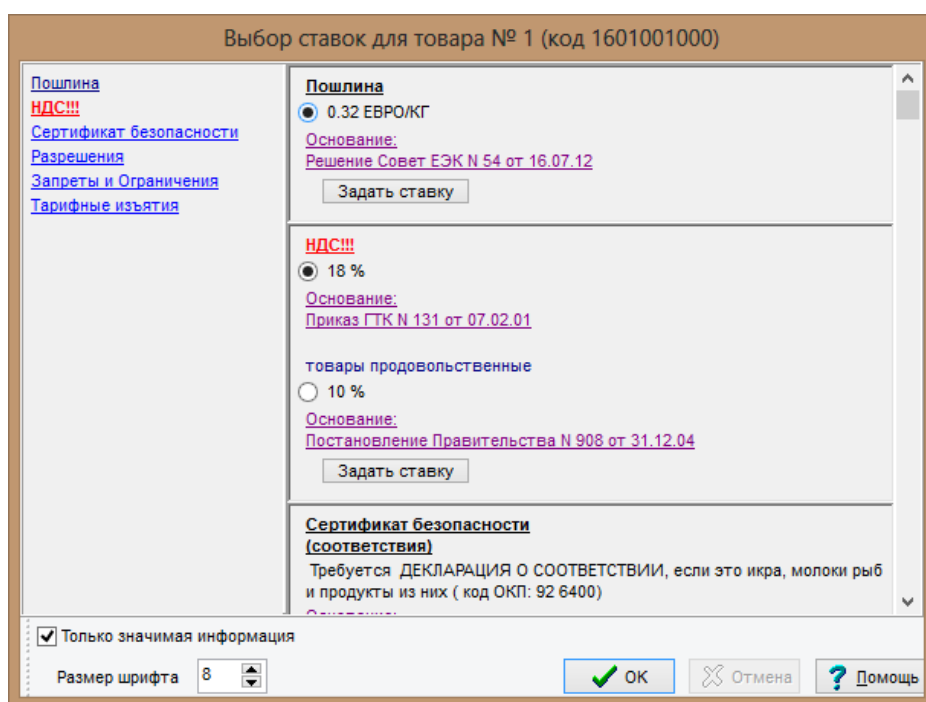 Выбор ставок для товара № 1 (код 1601001000)
Пошлина
НДС!!!
Сертификат безопасности
Разрешения
Запреты и Ограничения
Тарифные изъятия
Пошлина
0.32 ЕВРО/КГ
Основание:
Решение Совет ЕЭК N 54 от 16.07.12
Задать ставку
НДС!!!
18 %
Основание:
Приказ ГТК N 131 от 07.02.01
товары продовольственные
10 %
Основание:
Постановление Правительства N 908 от 31.12.04
Задать ставку
Сертификат безопасности
(соответствия)
Требуется ДЕКЛАРАЦИЯ О СООТВЕТСТВИИ, если это икра, молоки рыб
и продукты из них ( код ОКП: 92 6400)
Только значимая информация
Размер шрифта 8
ОК
Отмена
Помощь